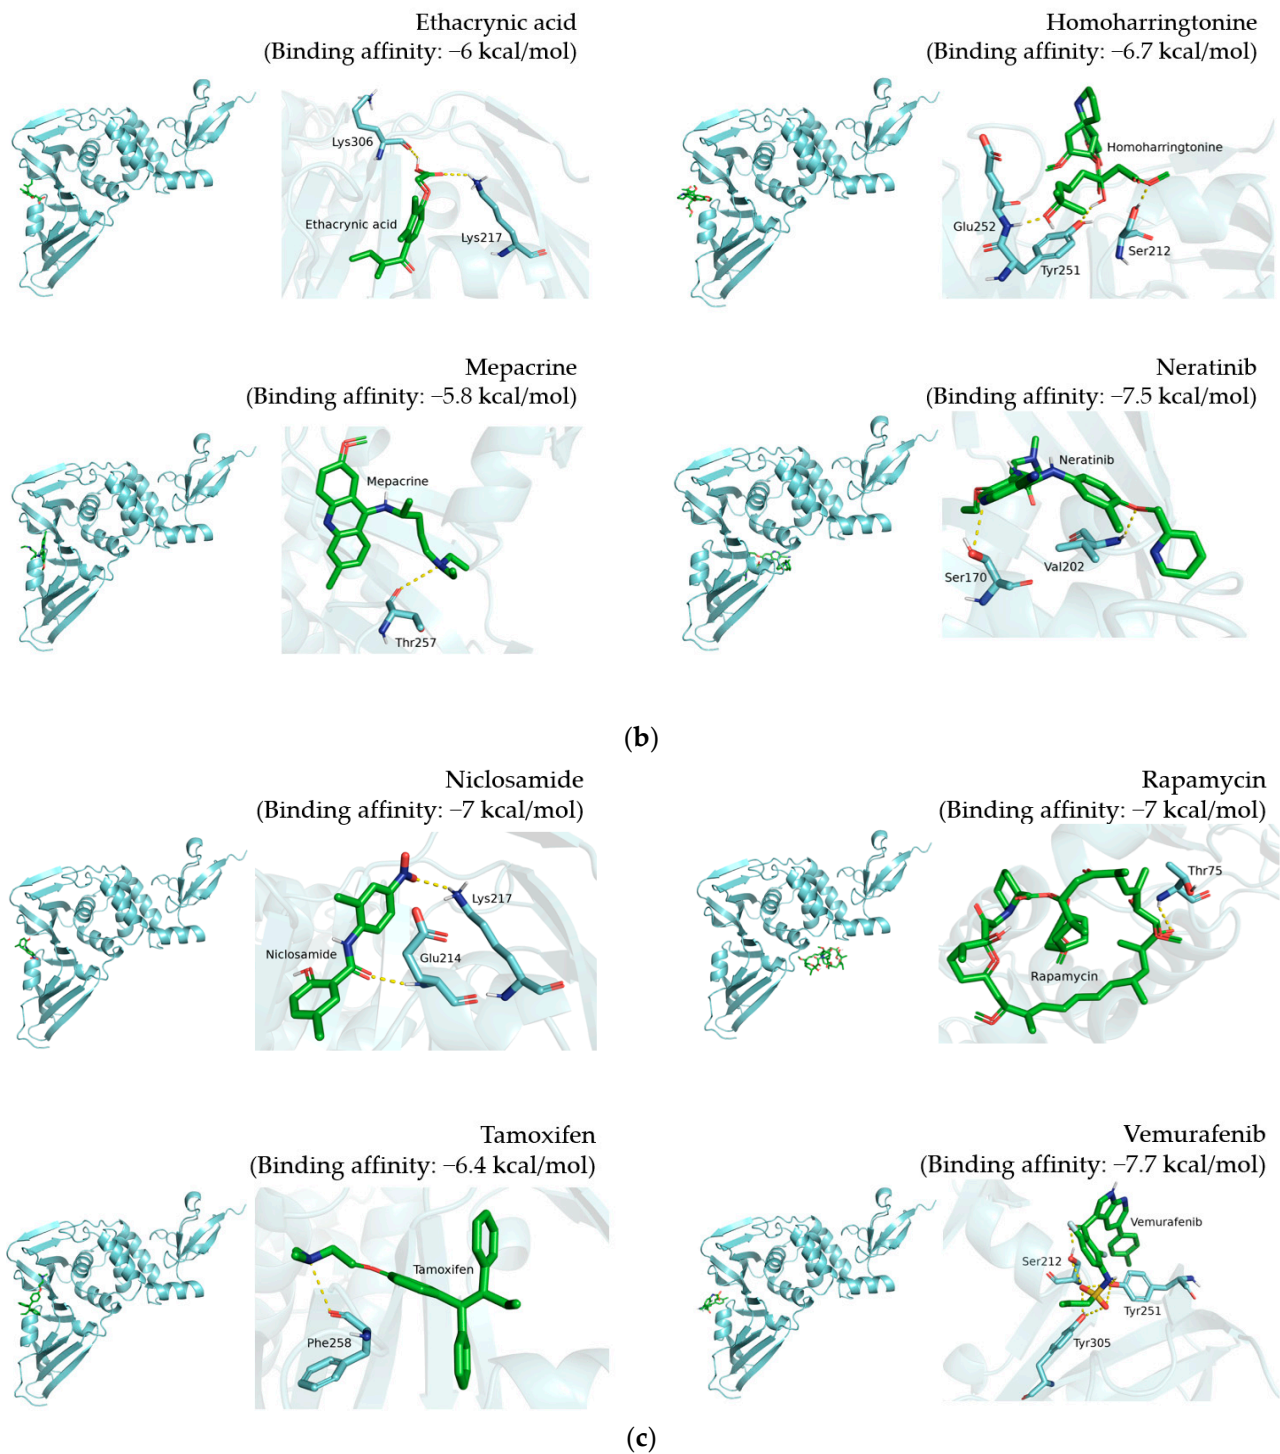 Ethacrynic acid
(Binding affinity: −6 kcal/mol)
Lys306
Ethacrynic acid
Lys217
Homoharringtonine
(Binding affinity: −6.7 kcal/mol)
Homoharringtonine
Glu252
Tyr251
Ser212
Mepacrine
(Binding affinity: −5.8 kcal/mol)
Mepacrine
Thr257
Neratinib
(Binding affinity: −7.5 kcal/mol)
Neratinib
Val202
Ser170
(b)
Niclosamide
(Binding affinity: −7 kcal/mol)
Lys217
Niclosamide
Glu214
Rapamycin
(Binding affinity: −7 kcal/mol)
Thr75
Rapamycin
Tamoxifen
(Binding affinity: −6.4 kcal/mol)
Tamoxifen
Phe258
Vemurafenib
(Binding affinity: −7.7 kcal/mol)
Vemurafenib
Ser212
Tyr251
Tyr305
(c)